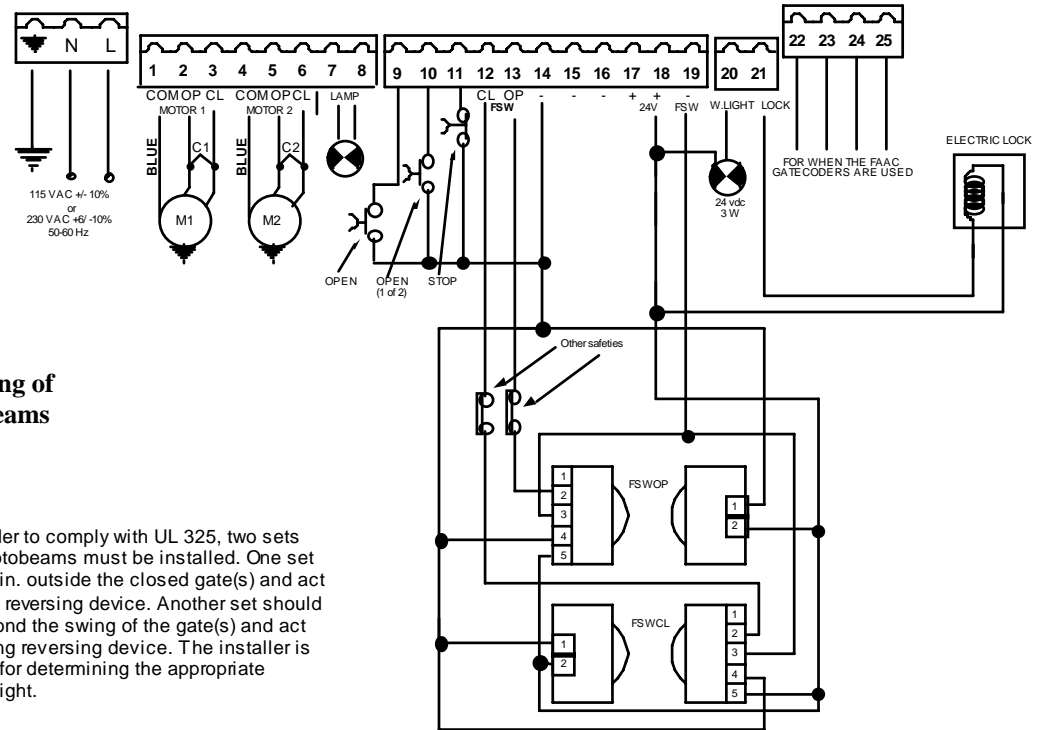 N L
1 2 3 4 5 6 7 8
9 10 11 12 13 14 15 16 17 18 19
20 21
22 23 24 25
COM OP CL COM OP CL LAMP
MOTOR 1 MOTOR 2
CL OP - - - + + -
FSW 24V FSW
W.LIGHT LOCK
BLUE C1 BLUE C2
M1 M2
115 VAC +/- 10%
or
230 VAC +6/ -10%
50-60 Hz
FOR WHEN THE FAAC
GATECODERS ARE USED
ELECTRIC LOCK
24 vdc
3 W
OPEN OPEN STOP
(1 of 2)
Other safeties
ng of
eams
FSWOP
1
2
3
4
5
1
2
der to comply with UL 325, two sets
otobeams must be installed. One set
in. outside the closed gate(s) and act
reversing device. Another set should
ond the swing of the gate(s) and act
ng reversing device. The installer is
for determining the appropriate
ight.
FSWCL
1
2
1
2
3
4
5